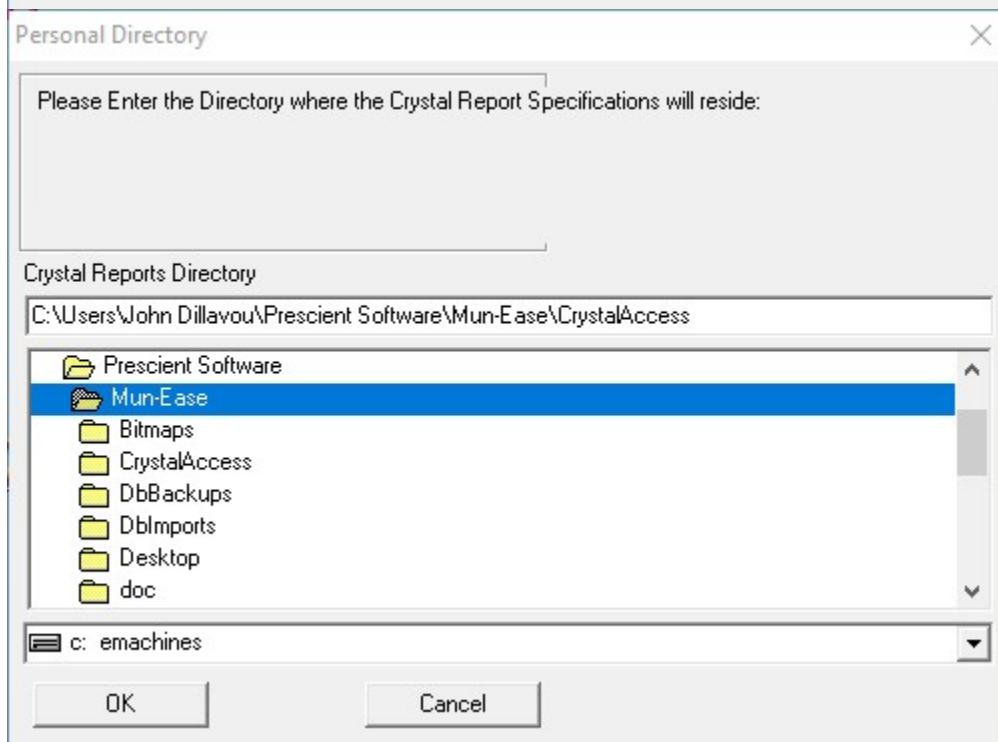 Personal Directory
Please Enter the Directory where the Crystal Report Specifications will reside:
Crystal Reports Directory
C:\Users\John Dillavou\Prescient Software\Mun-Ease\CrystalAccess
Prescient Software
Mun-Ease
Bitmaps
CrystalAccess
DbBackups
DbImports
Desktop
doc
c: emachines
OK Cancel